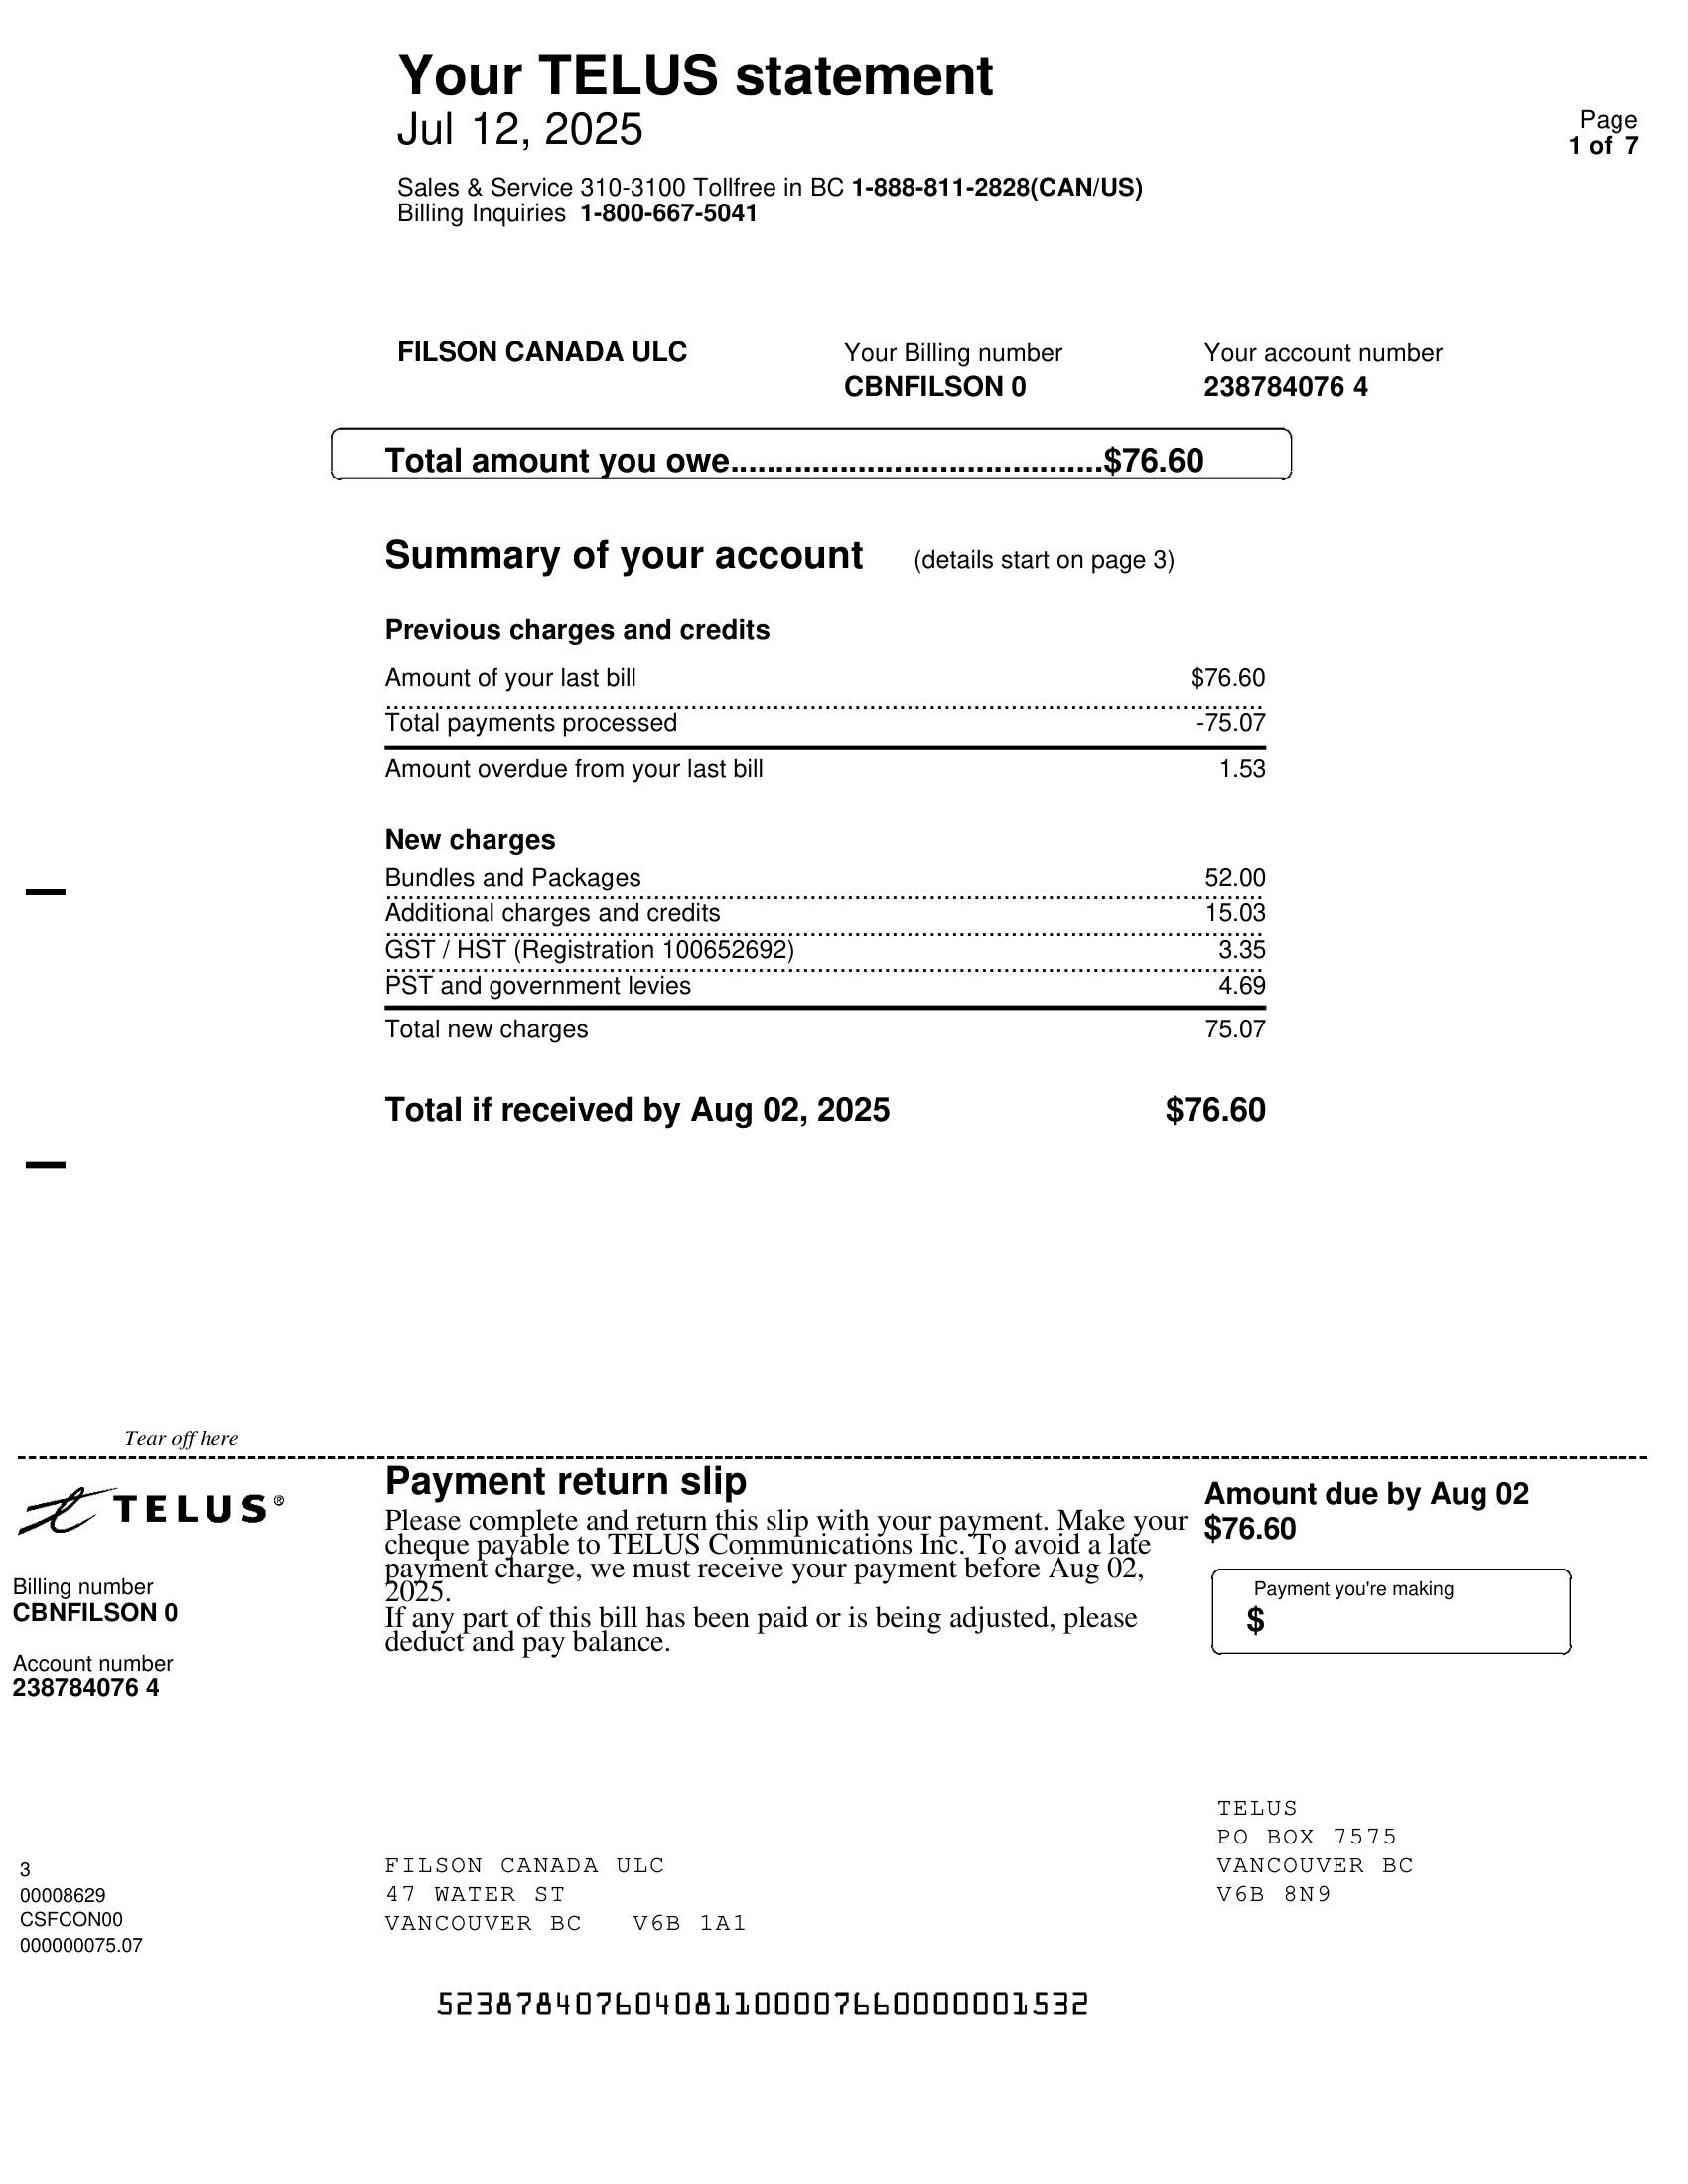 Your TELUS statement
Jul 12, 2025
Page
1 of 7
Sales & Service 310-3100 Tollfree in BC 1-888-811-2828(CAN/US)
Billing Inquiries 1-800-667-5041
FILSON CANADA ULC
Your Billing number
CBNFILSON 0
Your account number
238784076 4
Total amount you owe.........................................$76.60
Summary of your account (details start on page 3)
Previous charges and credits
Amount of your last bill $76.60
Total payments processed -75.07
Amount overdue from your last bill 1.53
New charges
Bundles and Packages 52.00
Additional charges and credits 15.03
GST / HST (Registration 100652692) 3.35
PST and government levies 4.69
Total new charges 75.07
Total if received by Aug 02, 2025 $76.60
Tear off here
TELUS®
Billing number
CBNFILSON 0
Account number
238784076 4
Payment return slip
Please complete and return this slip with your payment. Make your
cheque payable to TELUS Communications Inc. To avoid a late
payment charge, we must receive your payment before Aug 02,
2025.
If any part of this bill has been paid or is being adjusted, please
deduct and pay balance.
Amount due by Aug 02
$76.60
Payment you're making
$
TELUS
PO BOX 7575
VANCOUVER BC
V6B 8N9
3
00008629
CSFCON00
000000075.07
FILSON CANADA ULC
47 WATER ST
VANCOUVER BC V6B 1A1
5238784076040811000076600000001532